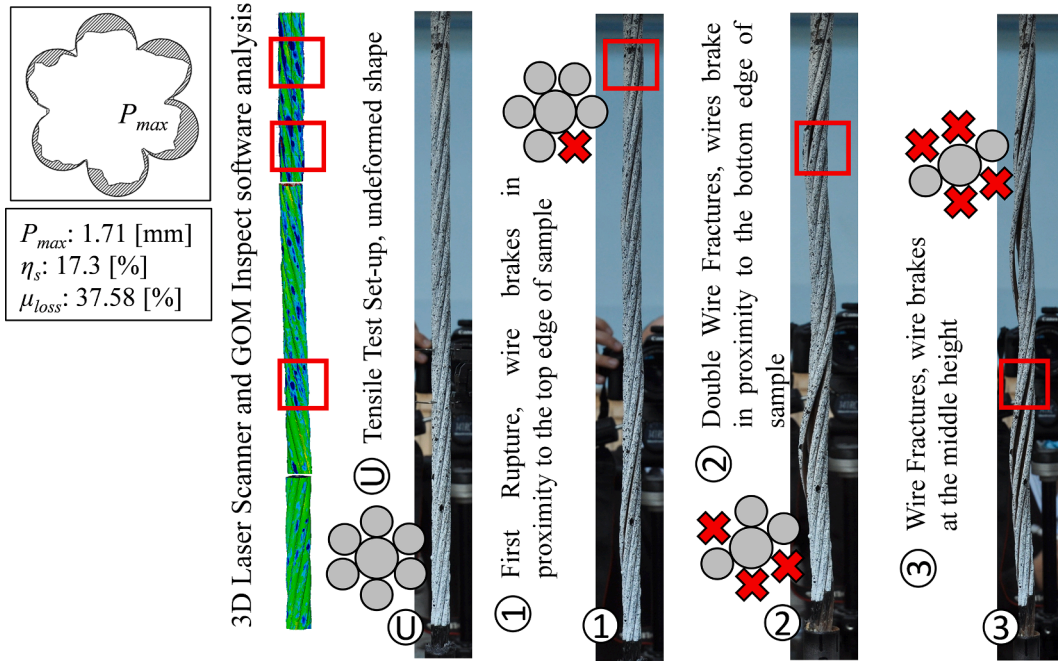 P_max
P_max: 1.71 [mm]
η_s: 17.3 [%]
μ_loss: 37.58 [%]
3D Laser Scanner and GOM Inspect software analysis
U Tensile Test Set-up, undeformed shape
U
1 First Rupture, wire brakes in
proximity to the top edge of sample
1
2 Double Wire Fractures, wires brake
in proximity to the bottom edge of
sample
2
3 Wire Fractures, wire brakes
at the middle height
3